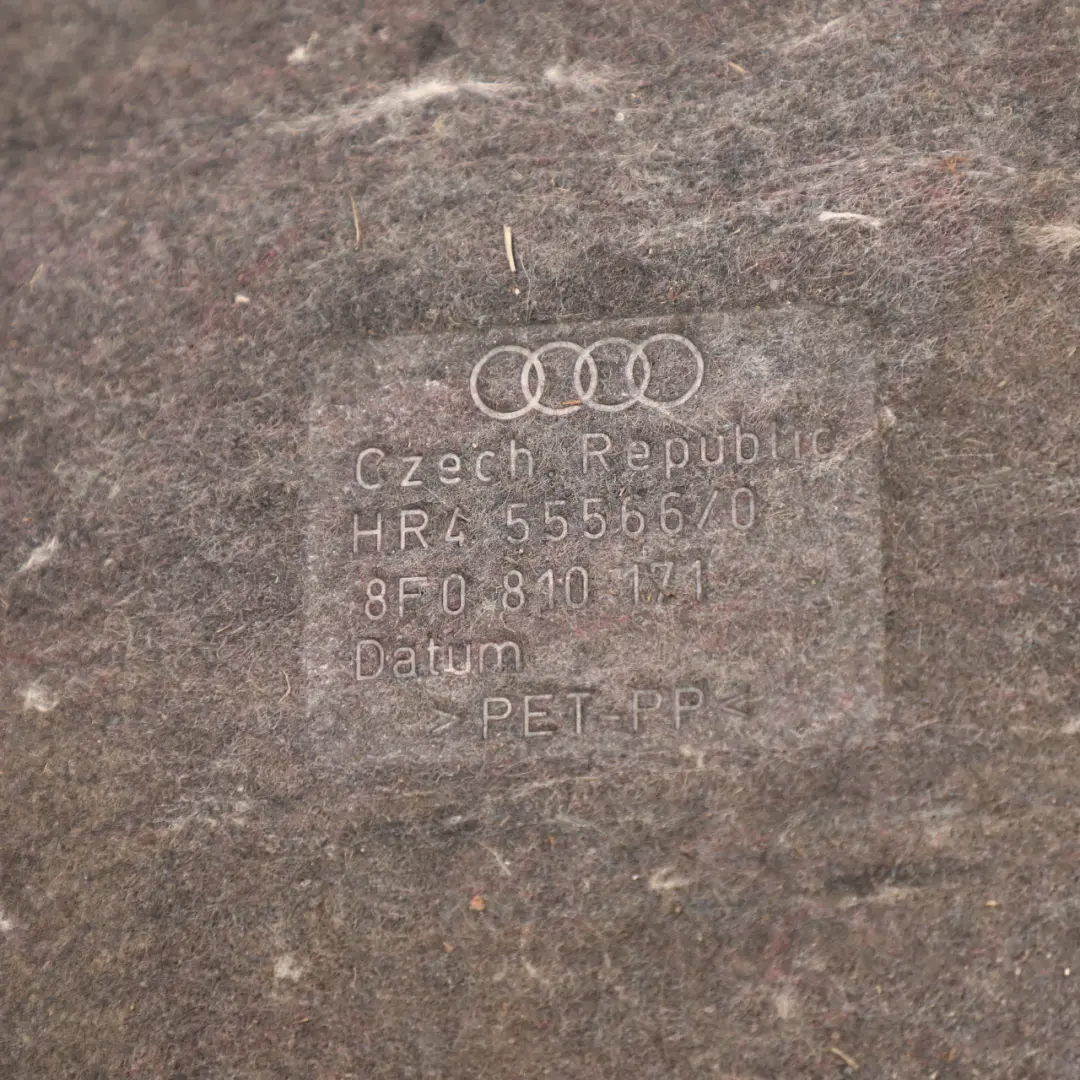 Czech Republic
HR4 55566/0
8F0 810 171
Datum
>PET-PP<